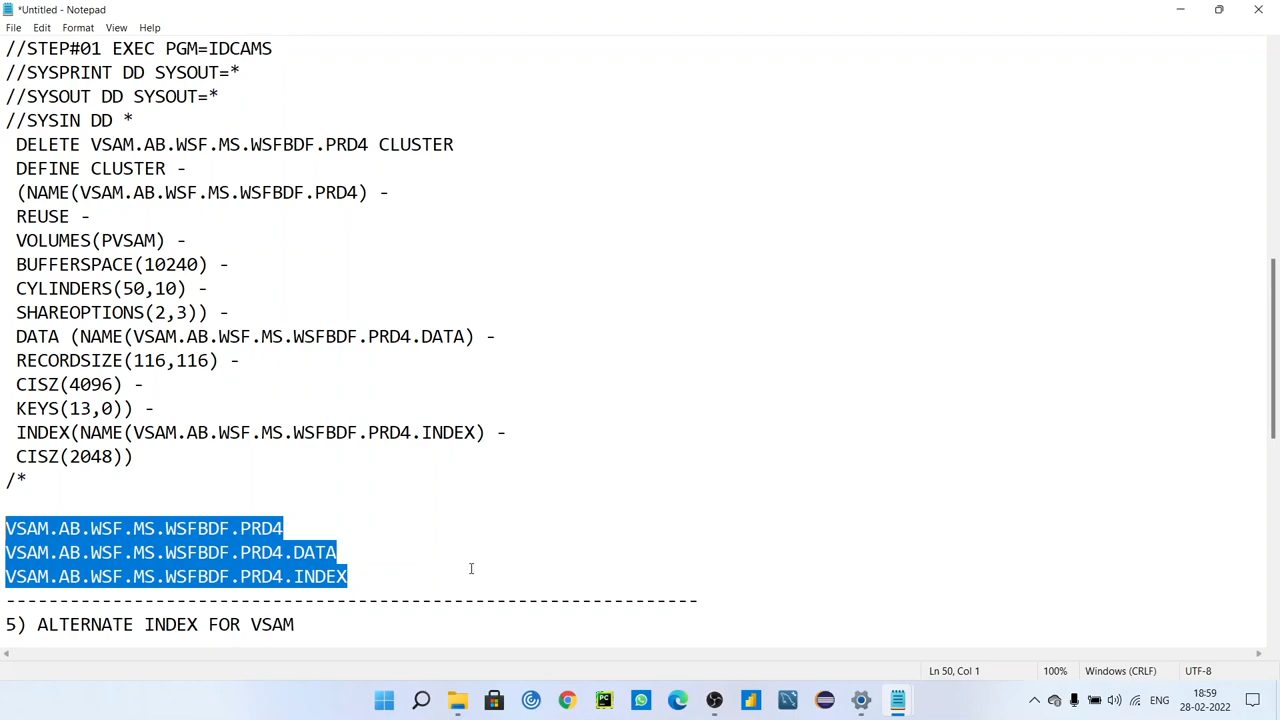 *Untitled - Notepad
File Edit Format View Help
//STEP#01 EXEC PGM=IDCAMS
//SYSPRINT DD SYSOUT=*
//SYSOUT DD SYSOUT=*
//SYSIN DD *
DELETE VSAM.AB.WSF.MS.WSFBDF.PRD4 CLUSTER
DEFINE CLUSTER -
(NAME(VSAM.AB.WSF.MS.WSFBDF.PRD4) -
REUSE -
VOLUMES(PVSAM) -
BUFFERSPACE(10240) -
CYLINDERS(50,10) -
SHAREOPTIONS(2,3)) -
DATA (NAME(VSAM.AB.WSF.MS.WSFBDF.PRD4.DATA) -
RECORDSIZE(116,116) -
CISZ(4096) -
KEYS(13,0)) -
INDEX(NAME(VSAM.AB.WSF.MS.WSFBDF.PRD4.INDEX) -
CISZ(2048))
/*
VSAM.AB.WSF.MS.WSFBDF.PRD4
VSAM.AB.WSF.MS.WSFBDF.PRD4.DATA
VSAM.AB.WSF.MS.WSFBDF.PRD4.INDEX
-----------------------------------------------------------------
5) ALTERNATE INDEX FOR VSAM
Ln 50, Col 1 100% Windows (CRLF) UTF-8
PC
ENG 18:59
28-02-2022